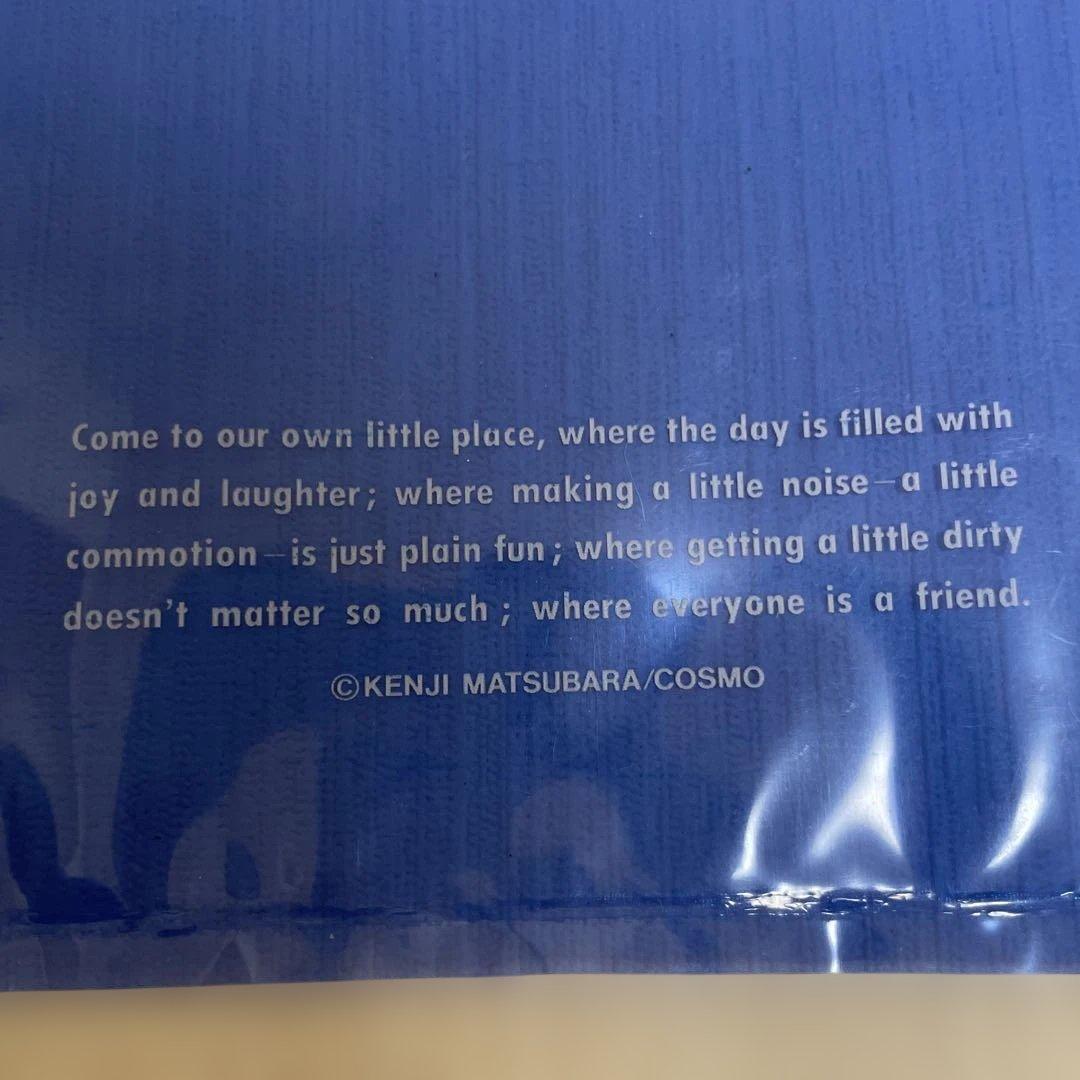 Come to our own little place, where the day is filled with
joy and laughter; where making a little noise—a little
commotion—is just plain fun; where getting a little dirty
doesn't matter so much; where everyone is a friend.
©KENJI MATSUBARA/COSMO